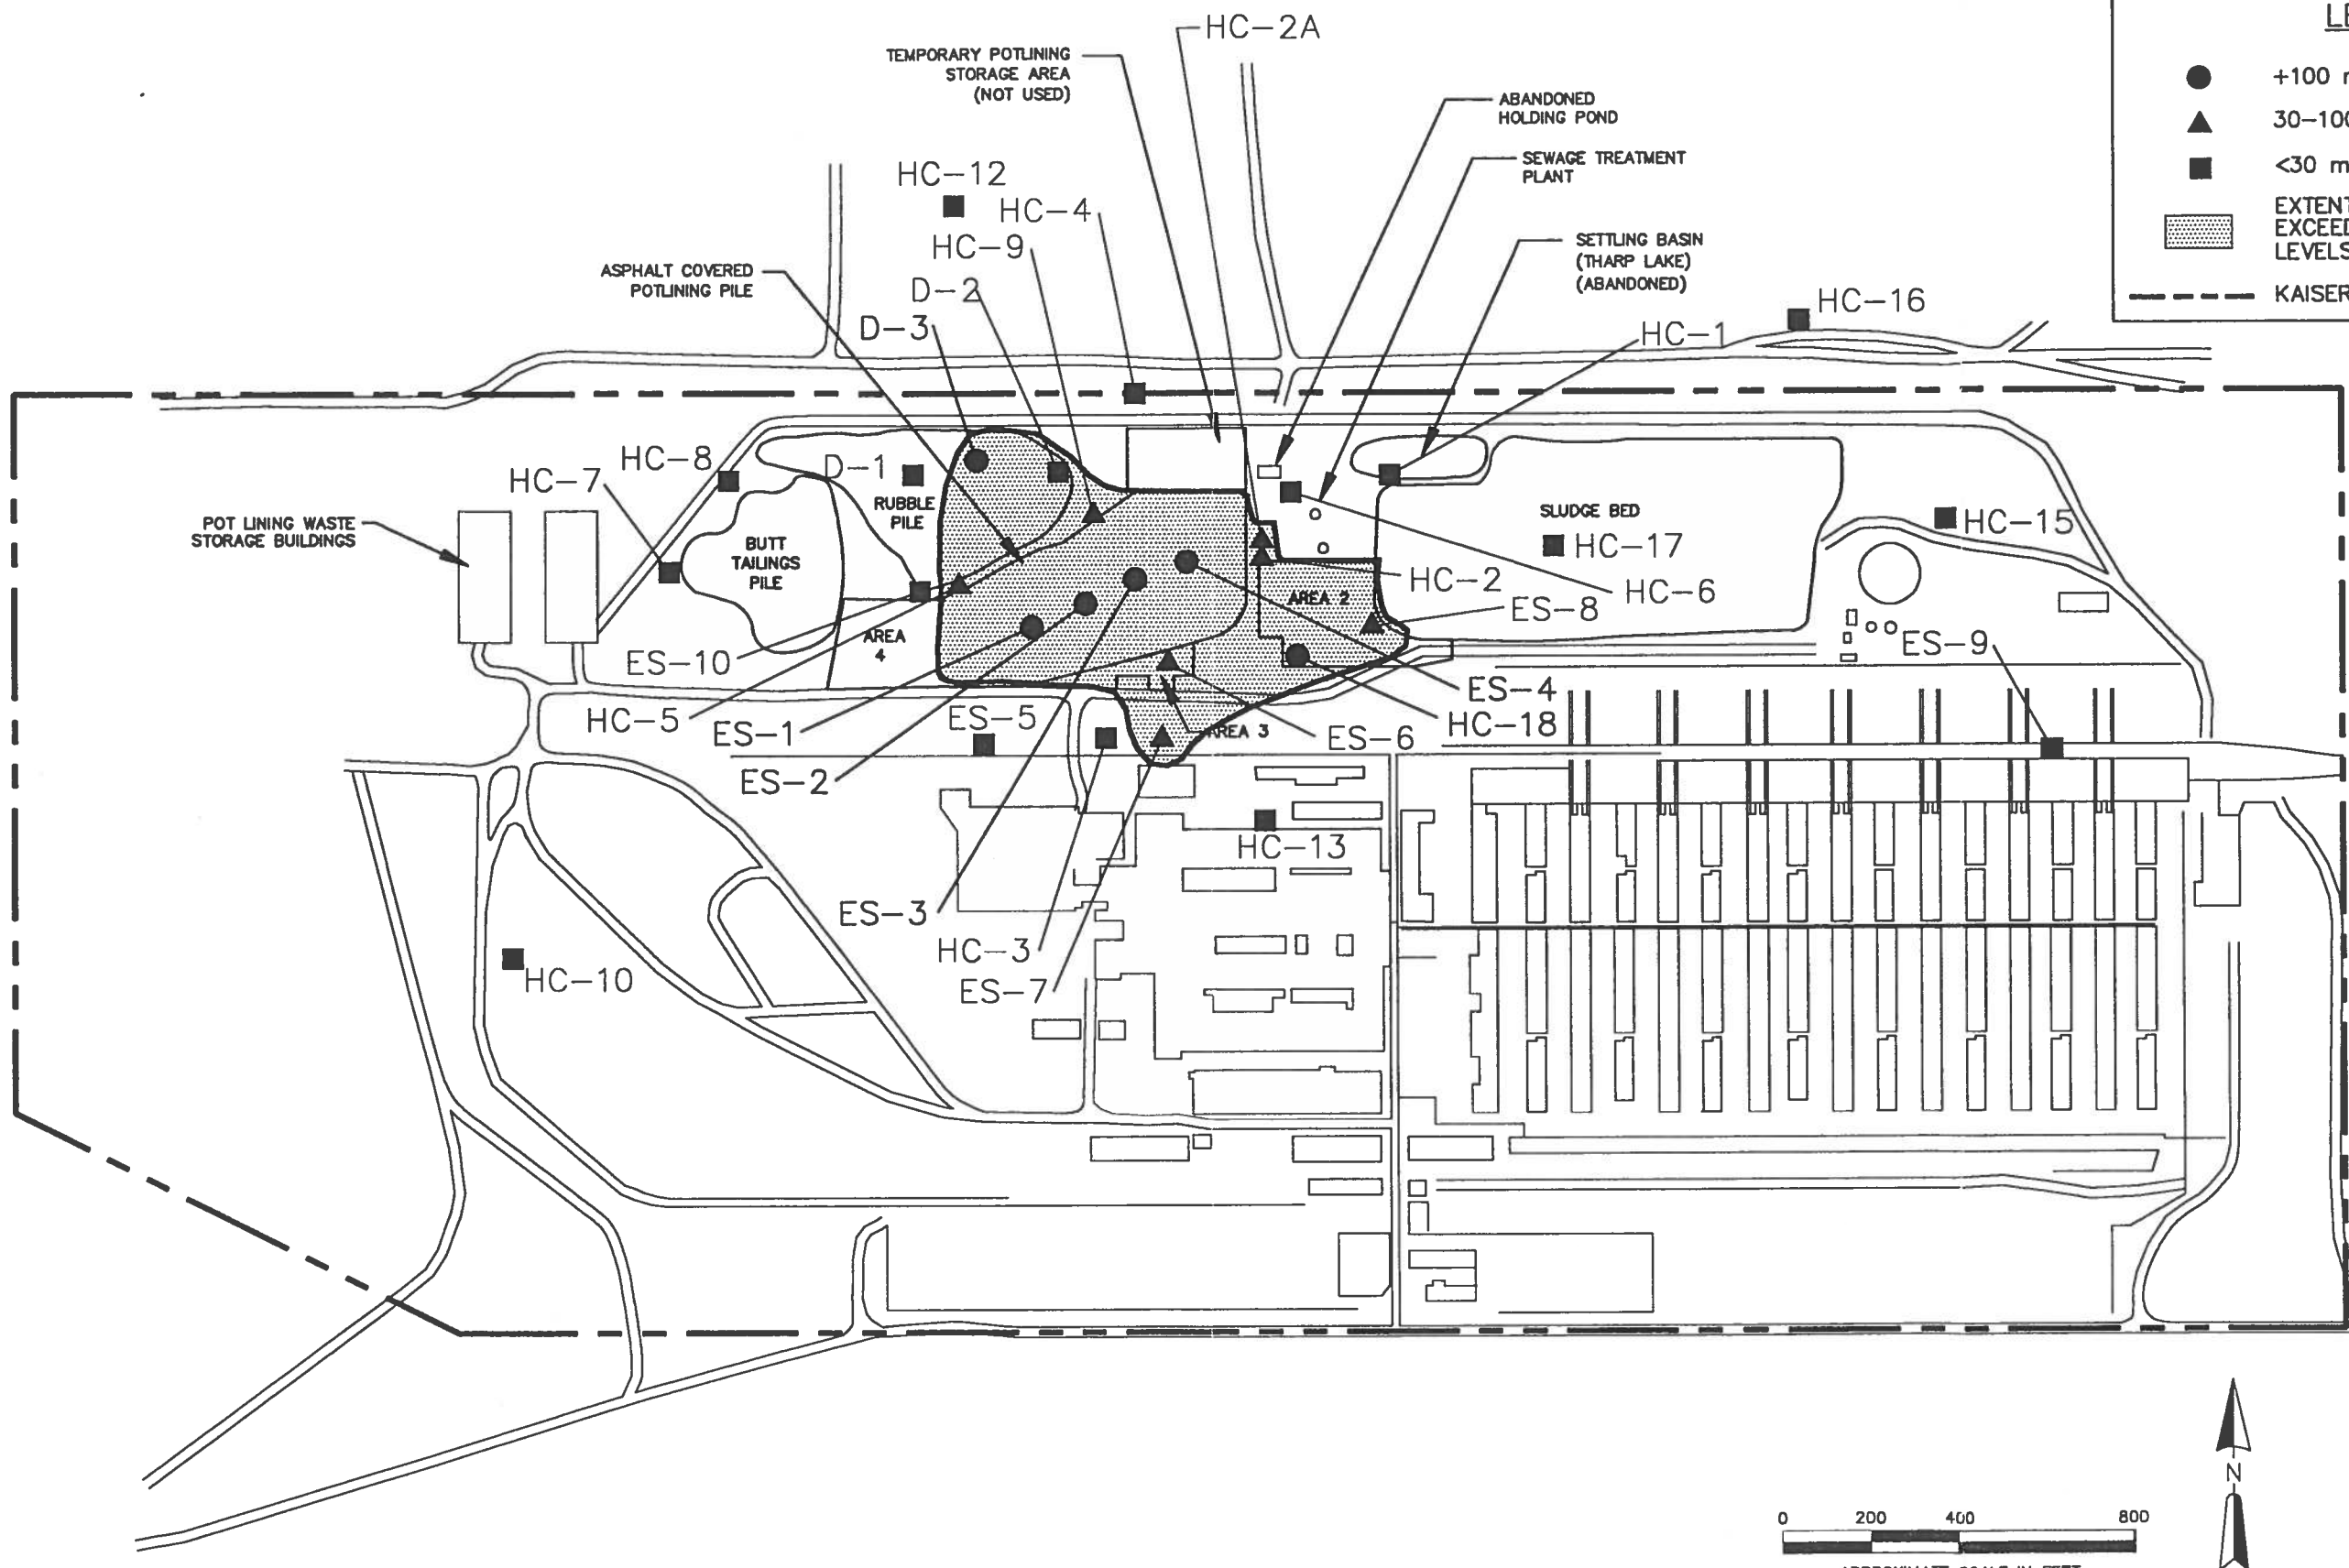 HC-2A
TEMPORARY POTLINING
STORAGE AREA
(NOT USED)
ABANDONED
HOLDING POND
SEWAGE TREATMENT
PLANT
SETTLING BASIN
(THARP LAKE)
(ABANDONED)
+100
30-100
<30
EXTENT
LEVELS
KAISER
HC-12
HC-4
HC-9
D-2
D-3
ASPHALT COVERED
POTLINING PILE
HC-16
HC-1
HC-8
HC-7
D-1
RUBBLE
PILE
POT LINING WASTE
STORAGE BUILDINGS
BUTT
TAILINGS
PILE
SLUDGE BED
HC-17
HC-15
HC-2
HC-6
AREA 2
ES-8
AREA
4
ES-10
ES-9
ES-4
HC-5
ES-1
ES-5
HC-18
AREA 3
ES-6
ES-2
HC-13
ES-3
HC-3
ES-7
HC-10
N
0 200 400 800
APPROXIMATE SCALE IN FEET